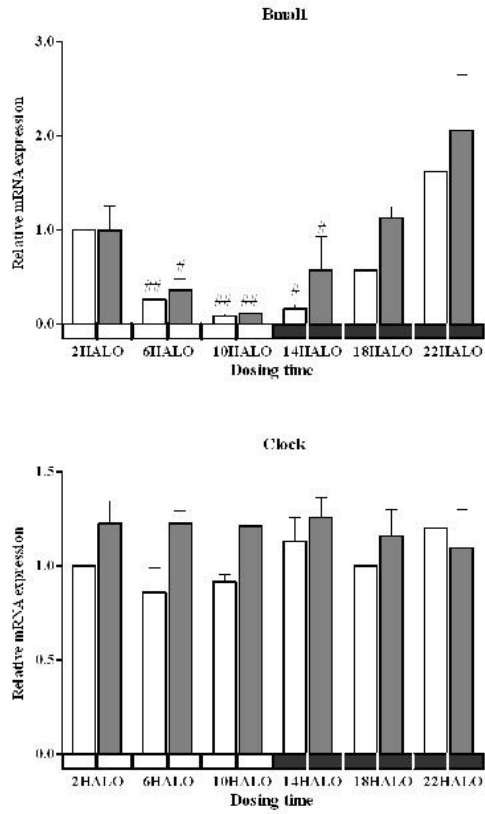 Bmal1
Relative mRNA expression
3.0
2.0
1.0
0.0
##
#
## ##
#
#
2HALO 6HALO 10HALO 14HALO 18HALO 22HALO
Dosing time
Clock
Relative mRNA expression
1.5
1.0
0.5
0.0
2HALO 6HALO 10HALO 14HALO 18HALO 22HALO
Dosing time